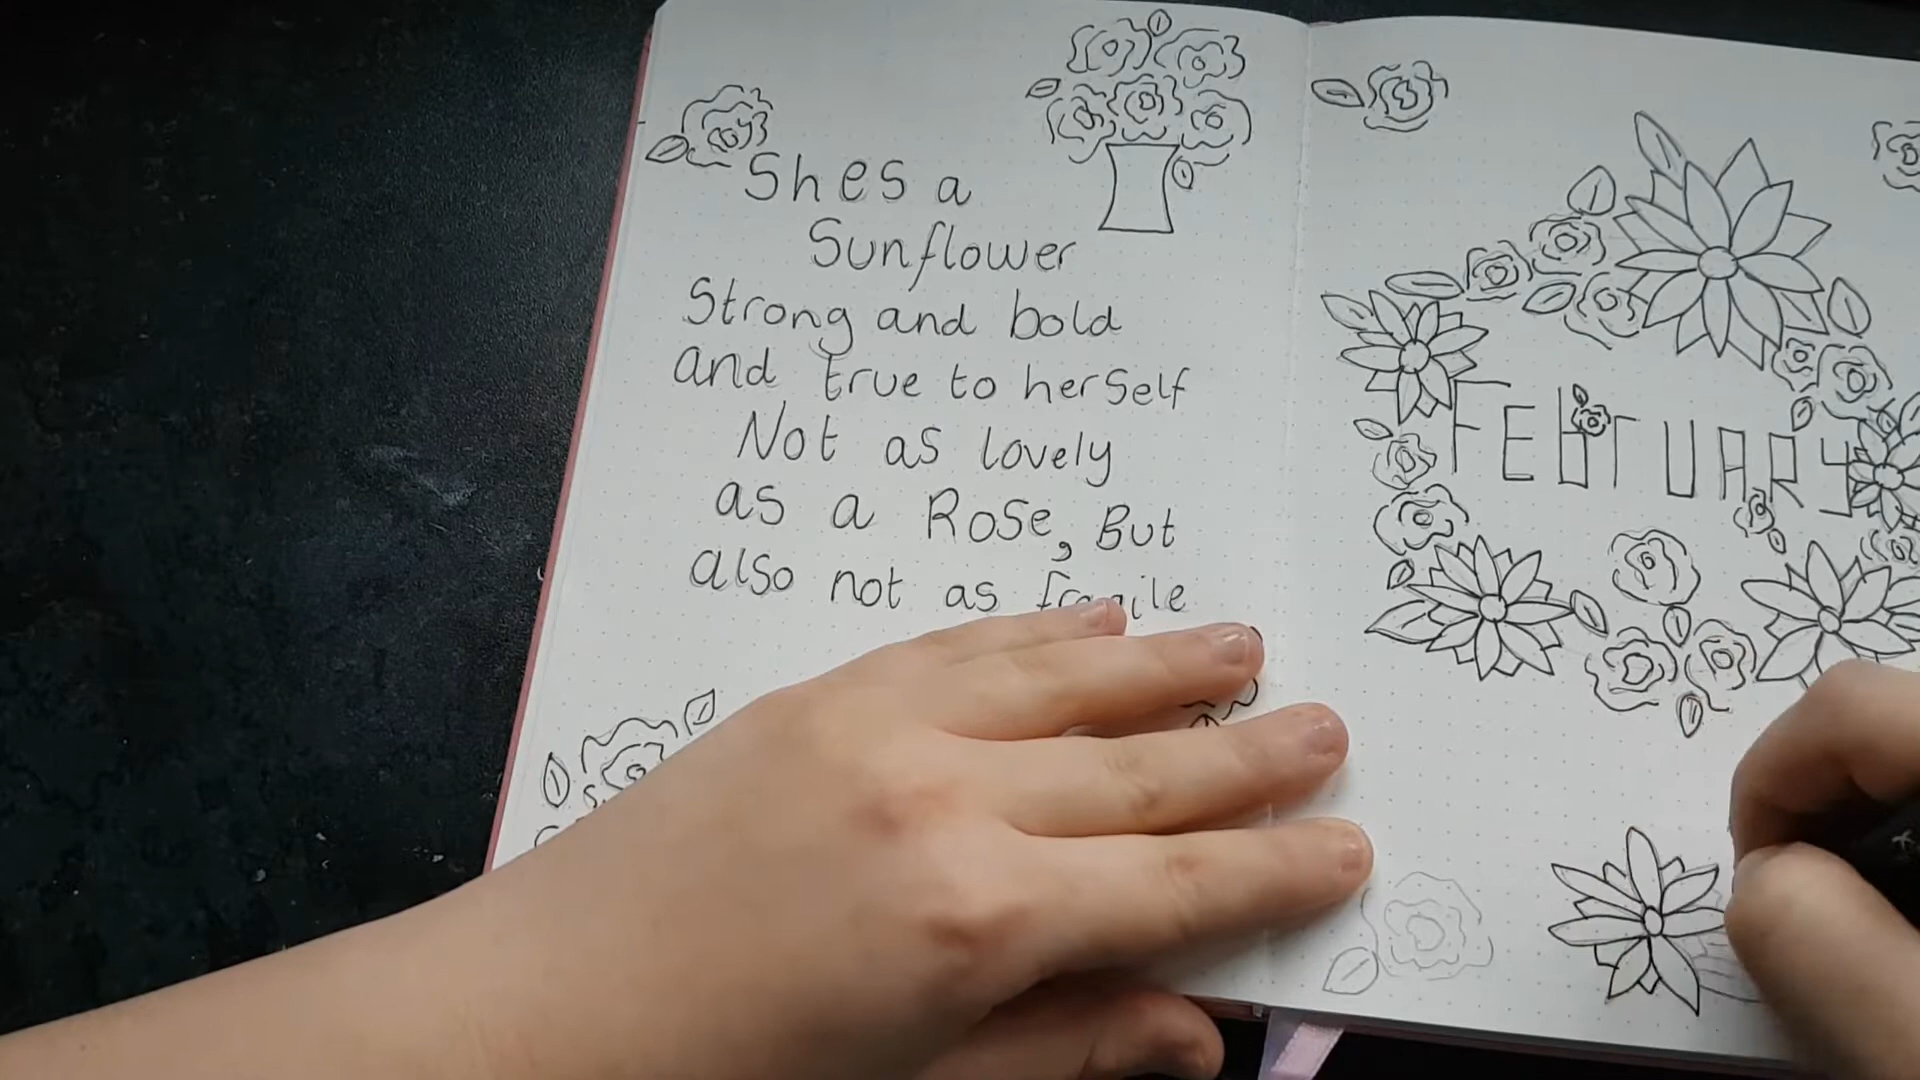 Shes a
Sunflower
Strong and bold
and true to herself
Not as lovely
as a Rose, But
also not as fragile
FEbrUARY